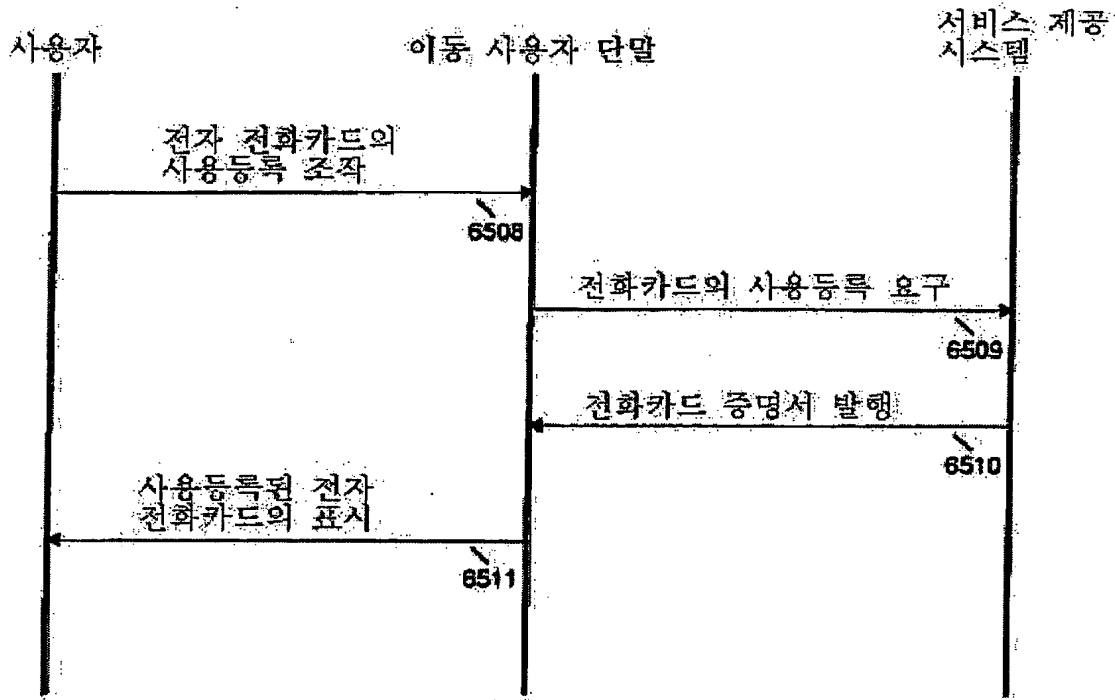 사용자
이동 사용자 단말
서비스 제공
시스템
전자 전화카드의
사용등록 조작
6508
전화카드의 사용등록 요구
6509
전화카드 증명서 발행
6510
사용등록된 전자
전화카드의 표시
6511